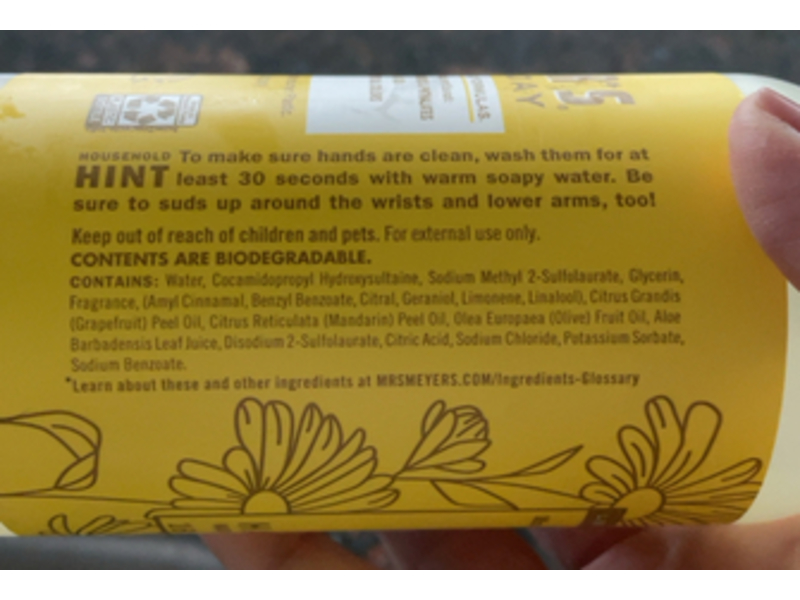 HOUSEHOLD To make sure hands are clean, wash them for at
HINT least 30 seconds with warm soapy water. Be
sure to suds up around the wrists and lower arms, too!
Keep out of reach of children and pets. For external use only.
CONTENTS ARE BIODEGRADABLE.
CONTAINS: Water, Cocamidopropyl Hydroxysultaine, Sodium Methyl 2-Sulfolaurate, Glycerin,
Fragrance, (Amyl Cinnamal, Benzyl Benzoate, Citral, Geraniol, Limonene, Linalool), Citrus Grandis
(Grapefruit) Peel Oil, Citrus Reticulata (Mandarin) Peel Oil, Olea Europaea (Olive) Fruit Oil, Aloe
Barbadensis Leaf Juice, Disodium 2-Sulfolaurate, Citric Acid, Sodium Chloride, Potassium Sorbate,
Sodium Benzoate.
*Learn about these and other ingredients at MRSMEYERS.COM/Ingredients-Glossary